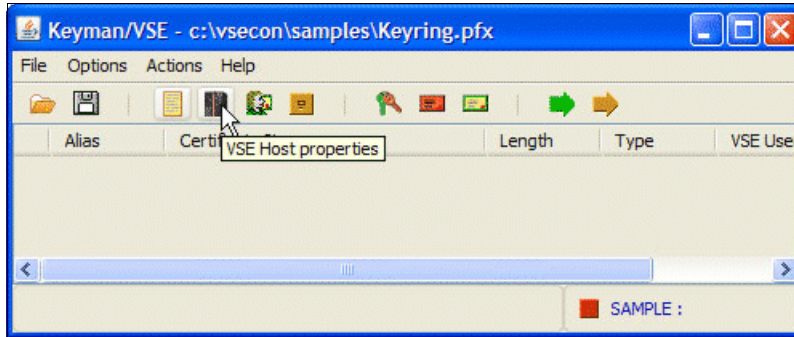 Keyman/VSE - c:\vsecon\samples\Keyring.pfx
File Options Actions Help
Alias Certifi Length Type VSE Use
VSE Host properties
SAMPLE :